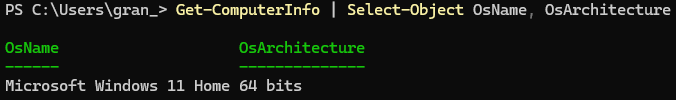 PS C:\Users\gran_> Get-ComputerInfo | Select-Object OsName, OsArchitecture
OsName                     OsArchitecture
------                     --------------
Microsoft Windows 11 Home 64 bits